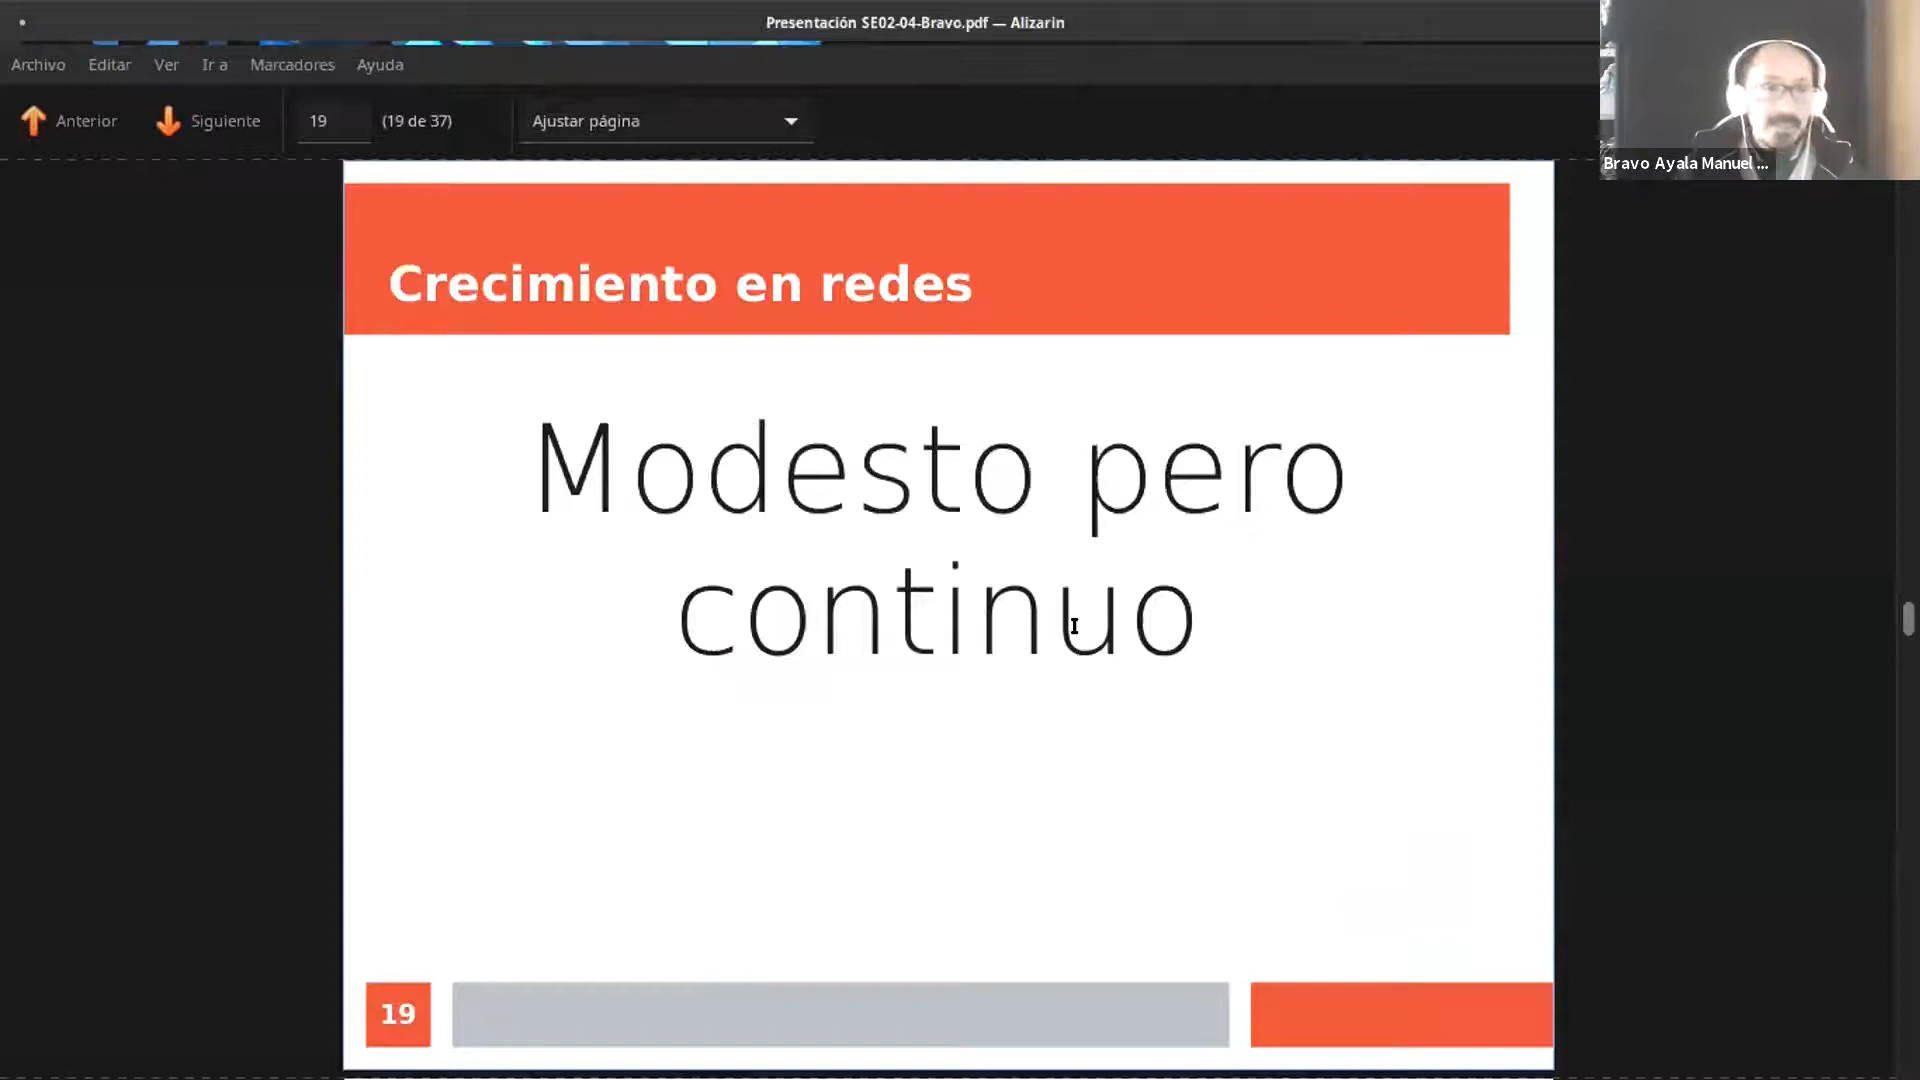 Presentación SE02-04-Bravo.pdf — Alizarin
Archivo Editar Ver Ir a Marcadores Ayuda
Anterior Siguiente 19 (19 de 37) Ajustar página
Bravo Ayala Manuel ...
Crecimiento en redes
Modesto pero
continuo
19